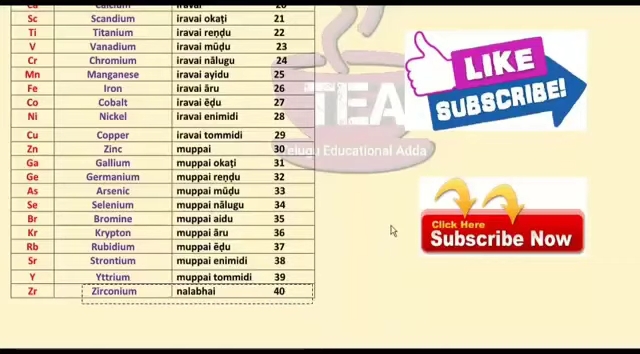 Ca Calcium iravai 20
Sc Scandium iravai okaṭi 21
Ti Titanium iravai reṇḍu 22
V Vanadium iravai mūḍu 23
Cr Chromium iravai nālugu 24
Mn Manganese iravai ayidu 25
Fe Iron iravai āru 26
Co Cobalt iravai ēḍu 27
Ni Nickel iravai enimidi 28
Cu Copper iravai tommidi 29
Zn Zinc muppai 30
Ga Gallium muppai okaṭi 31
Ge Germanium muppai reṇḍu 32
As Arsenic muppai mūḍu 33
Se Selenium muppai nālugu 34
Br Bromine muppai aidu 35
Kr Krypton muppai āru 36
Rb Rubidium muppai ēḍu 37
Sr Strontium muppai enimidi 38
Y Yttrium muppai tommidi 39
Zr Zirconium nalabhai 40
TEA
Telugu Educational Adda
LIKE
SUBSCRIBE!
Click Here
Subscribe Now